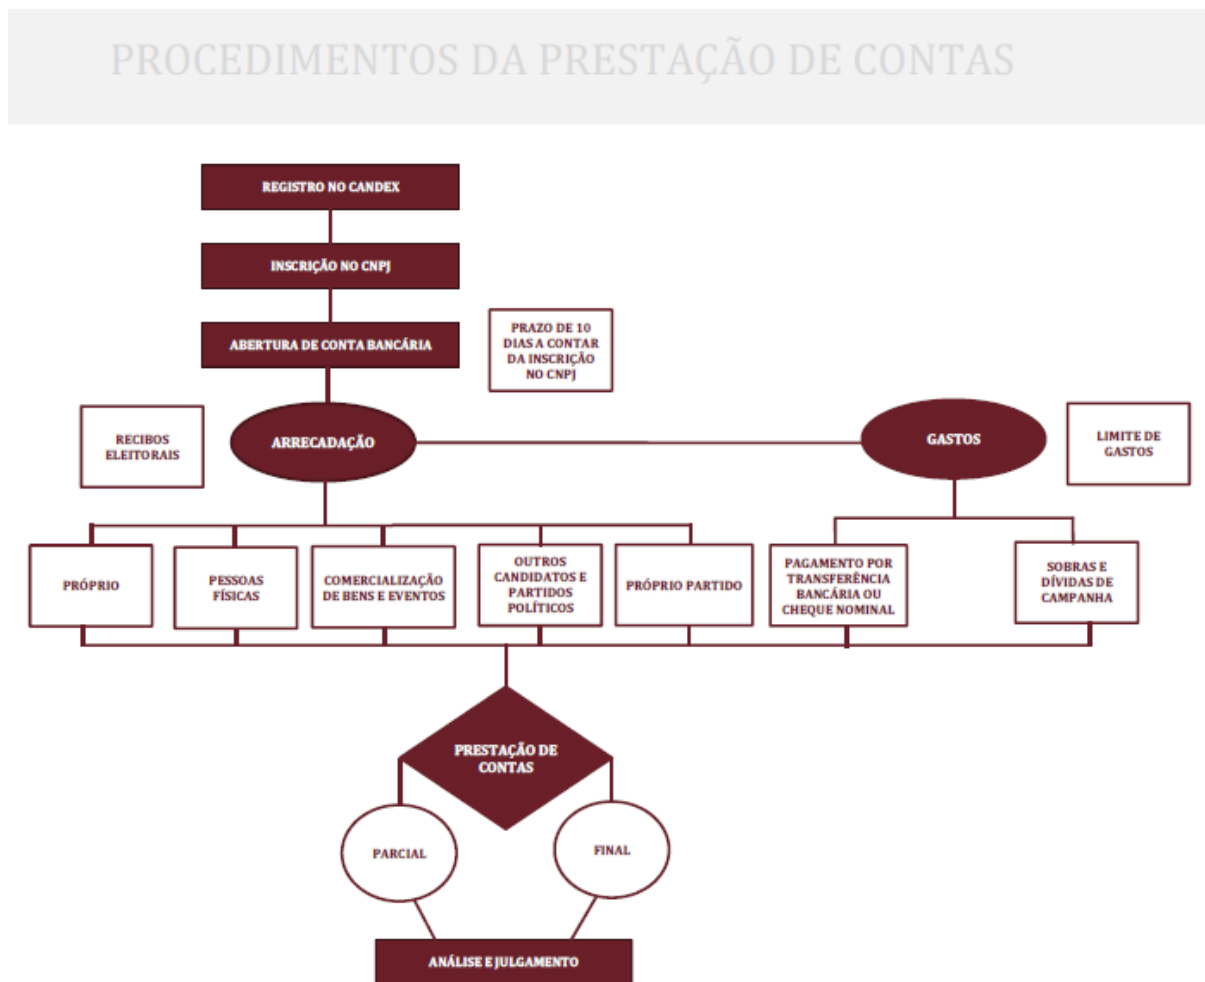 PROCEDIMENTOS DA PRESTAÇÃO DE CONTAS
REGISTRO NO CANDEX
INSCRIÇÃO NO CNPJ
ABERTURA DE CONTA BANCÁRIA
PRAZO DE 10
DIAS A CONTAR
DA INSCRIÇÃO
NO CNPJ
RECIBOS
ELEITORAIS
ARRECADAÇÃO
GASTOS
LIMITE DE
GASTOS
PRÓPRIO
PESSOAS
FÍSICAS
COMERCIALIZAÇÃO
DE BENS E EVENTOS
OUTROS
CANDIDATOS E
PARTIDOS
POLÍTICOS
PRÓPRIO PARTIDO
PAGAMENTO POR
TRANSFERÊNCIA
BANCÁRIA OU
CHEQUE NOMINAL
SOBRAS E
DÍVIDAS DE
CAMPANHA
PRESTAÇÃO DE
CONTAS
PARCIAL
FINAL
ANÁLISE E JULGAMENTO